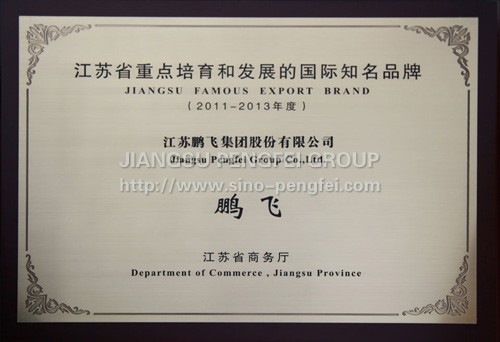 江苏省重点培育和发展的国际知名品牌
JIANGSU FAMOUS EXPORT BRAND
(2011-2013年度)
江苏鹏飞集团股份有限公司
JIANGSU PENGFEI GROUP
Jiangsu Pengfei Group Co.,Ltd.
http://www.sino-pengfei.com
鹏飞
江苏省商务厅
Department of Commerce , Jiangsu Province